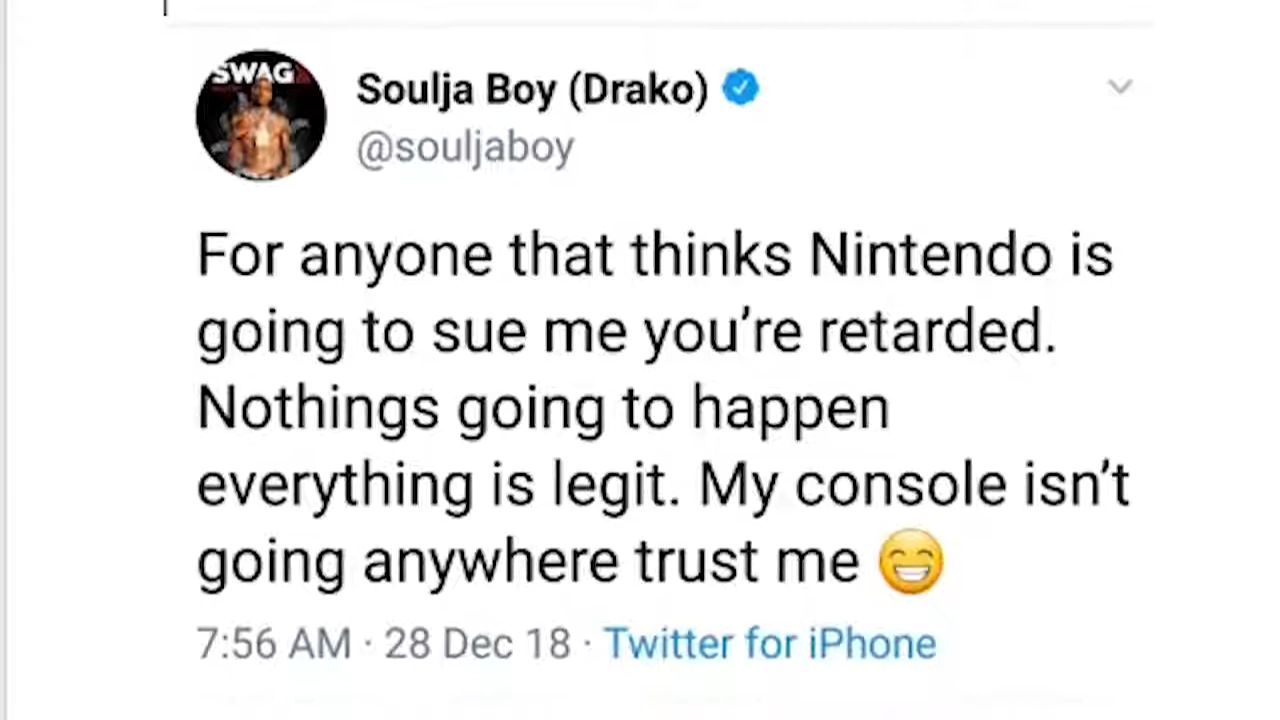 SWAG
Soulja Boy (Drako)
@souljaboy
For anyone that thinks Nintendo is
going to sue me you’re retarded.
Nothings going to happen
everything is legit. My console isn’t
going anywhere trust me 😁
7:56 AM · 28 Dec 18 · Twitter for iPhone